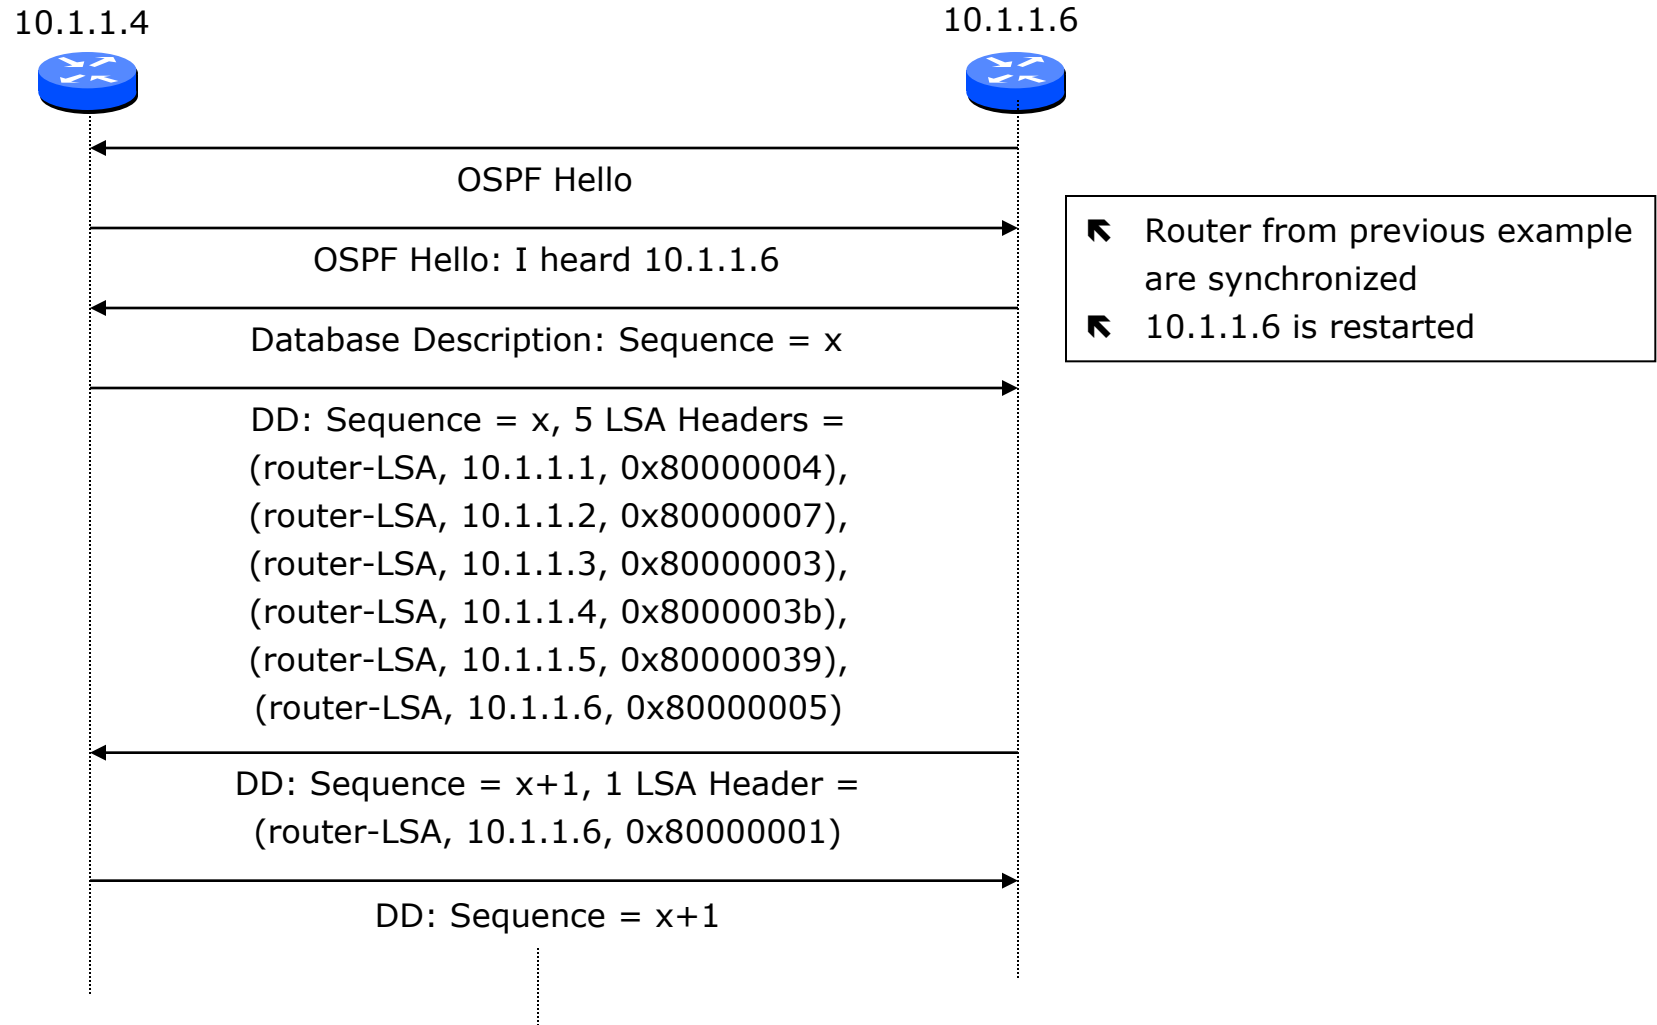 10.1.1.4
10.1.1.6
OSPF Hello
OSPF Hello: I heard 10.1.1.6
Router from previous example
are synchronized
10.1.1.6 is restarted
Database Description: Sequence = x
DD: Sequence = x, 5 LSA Headers =
(router-LSA, 10.1.1.1, 0x80000004),
(router-LSA, 10.1.1.2, 0x80000007),
(router-LSA, 10.1.1.3, 0x80000003),
(router-LSA, 10.1.1.4, 0x8000003b),
(router-LSA, 10.1.1.5, 0x80000039),
(router-LSA, 10.1.1.6, 0x80000005)
DD: Sequence = x+1, 1 LSA Header =
(router-LSA, 10.1.1.6, 0x80000001)
DD: Sequence = x+1